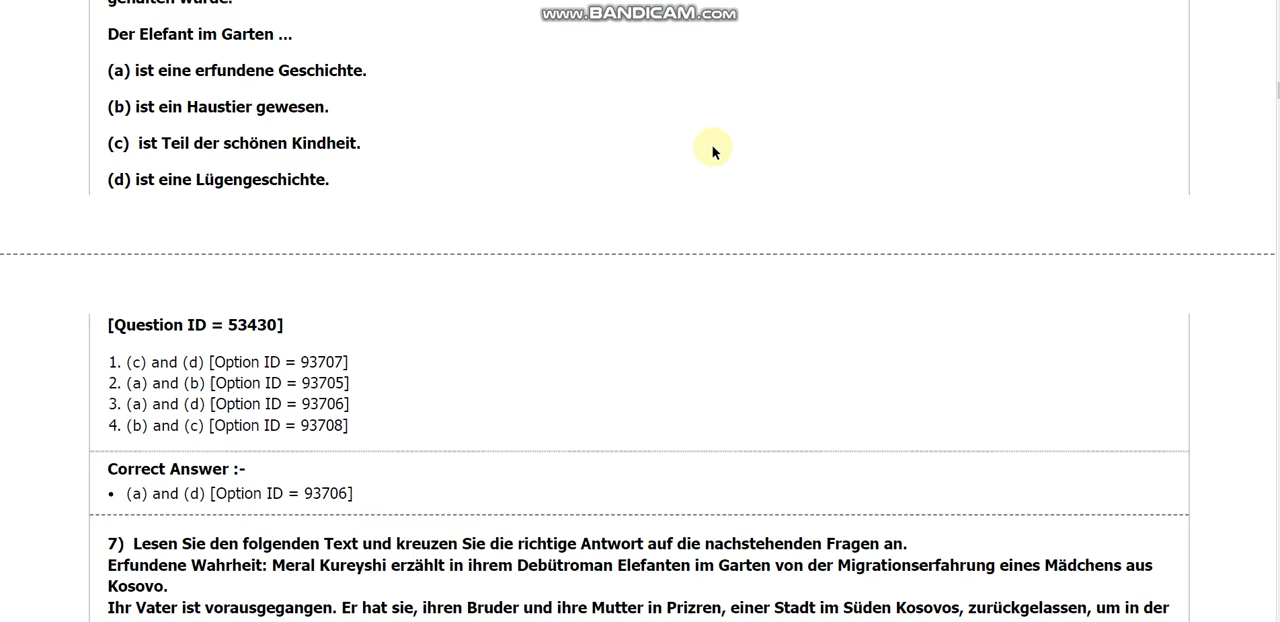 gehalten wurde.
www.BANDICAM.com
Der Elefant im Garten ...
(a) ist eine erfundene Geschichte.
(b) ist ein Haustier gewesen.
(c) ist Teil der schönen Kindheit.
(d) ist eine Lügengeschichte.
[Question ID = 53430]
1. (c) and (d) [Option ID = 93707]
2. (a) and (b) [Option ID = 93705]
3. (a) and (d) [Option ID = 93706]
4. (b) and (c) [Option ID = 93708]
Correct Answer :-
• (a) and (d) [Option ID = 93706]
7) Lesen Sie den folgenden Text und kreuzen Sie die richtige Antwort auf die nachstehenden Fragen an.
Erfundene Wahrheit: Meral Kureyshi erzählt in ihrem Debütroman Elefanten im Garten von der Migrationserfahrung eines Mädchens aus
Kosovo.
Ihr Vater ist vorausgegangen. Er hat sie, ihren Bruder und ihre Mutter in Prizren, einer Stadt im Süden Kosovos, zurückgelassen, um in der